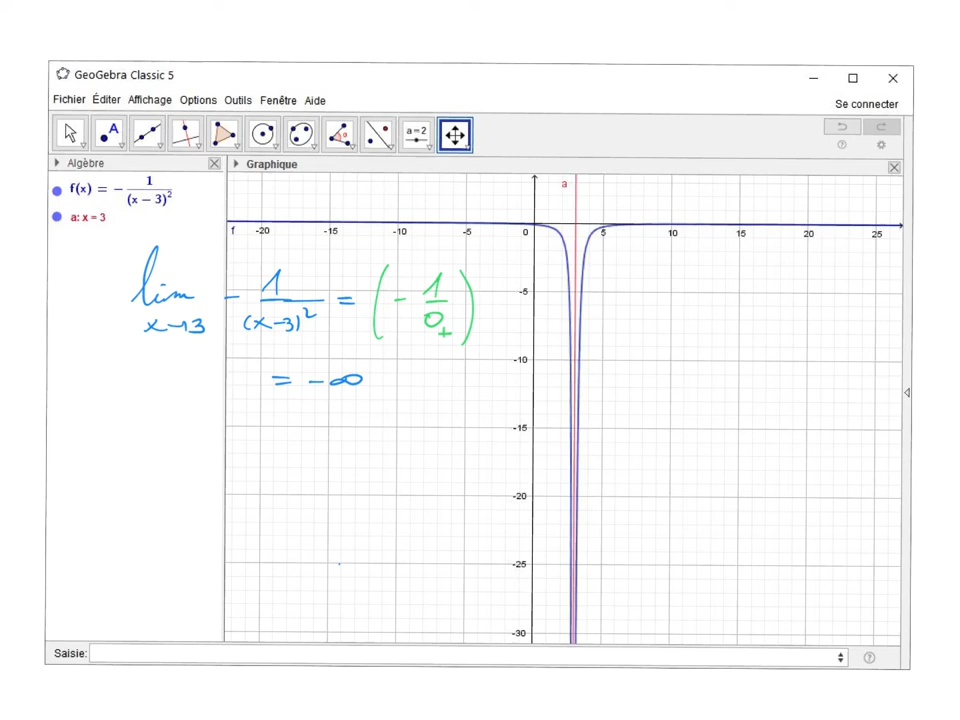 GeoGebra Classic 5
Fichier Éditer Affichage Options Outils Fenêtre Aide
Se connecter
A
a=2
Algèbre
Graphique
f(x) = - 1/(x - 3)²
a: x = 3
a
f
-20 -15 -10 -5 0 5 10 15 20 25
-5
-10
-15
-20
-25
-30
lim x→3 - 1/(x-3)² = (- 1/0+)
= -∞
Saisie: